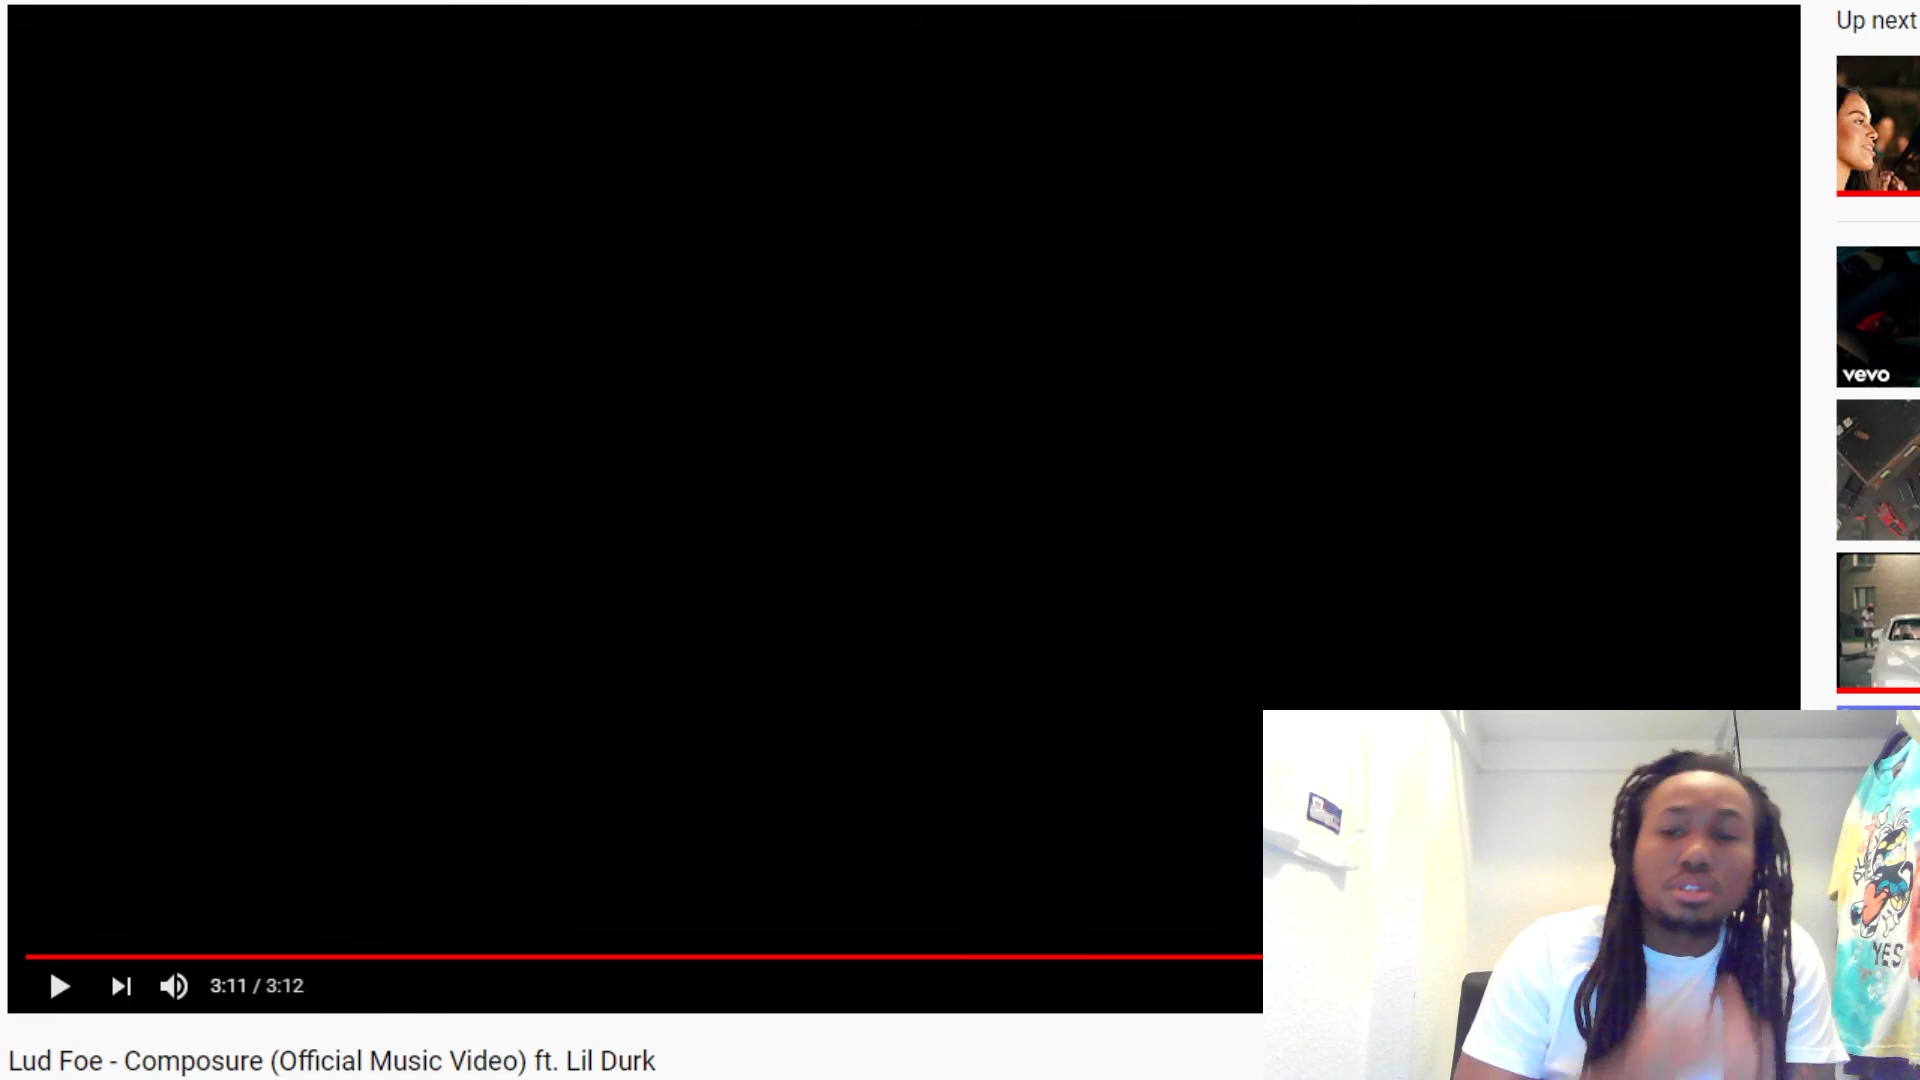 Up next
vevo
3:11 / 3:12
YES
Lud Foe - Composure (Official Music Video) ft. Lil Durk